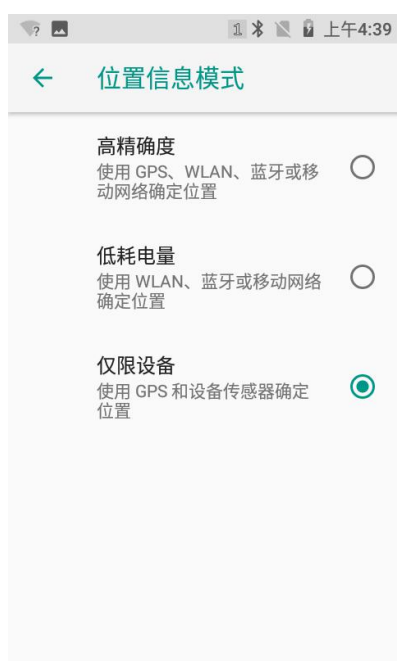 上午4:39
位置信息模式
高精确度
使用 GPS、WLAN、蓝牙或移
动网络确定位置
低耗电量
使用 WLAN、蓝牙或移动网络
确定位置
仅限设备
使用 GPS 和设备传感器确定
位置